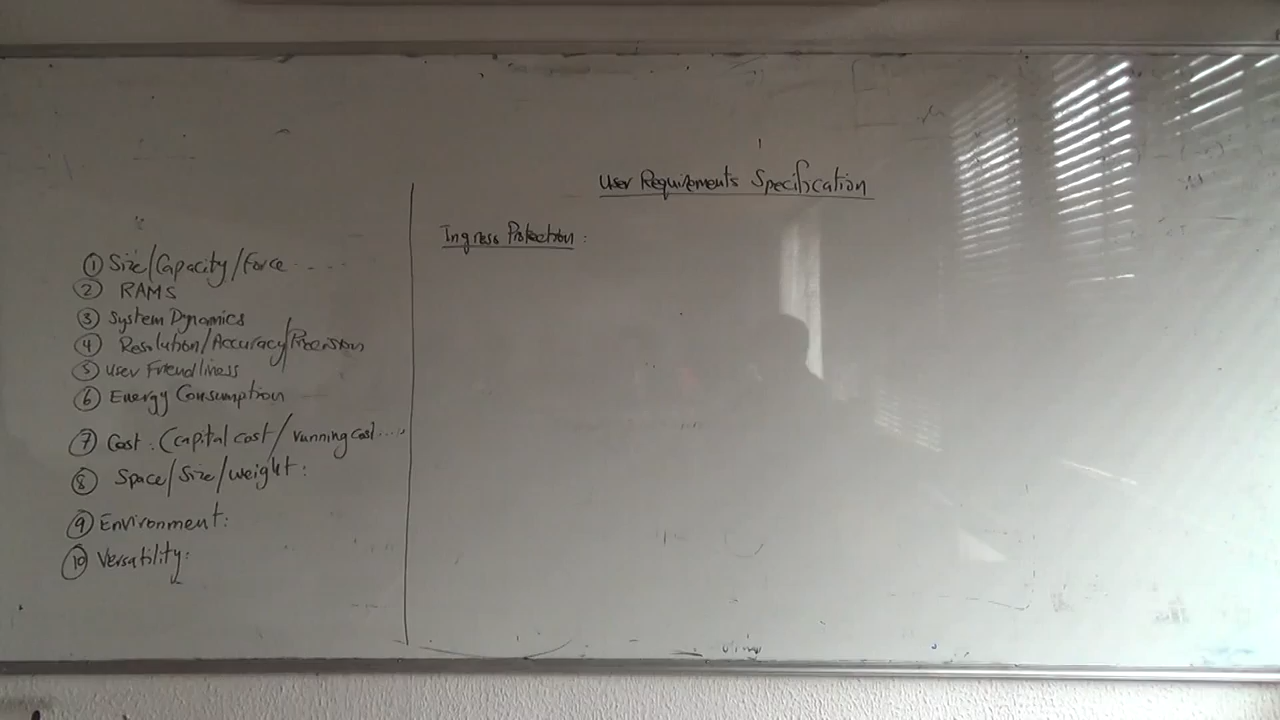 User Requirements Specification
① Size/Capacity/Force - - - -
② RAMS
③ System Dynamics
④ Resolution/Accuracy/Precision
⑤ User Friendliness
⑥ Energy Consumption
⑦ Cost: (capital cost/running cost....
⑧ Space/Size/weight:
⑨ Environment:
⑩ Versatility:
Ingress Protection: